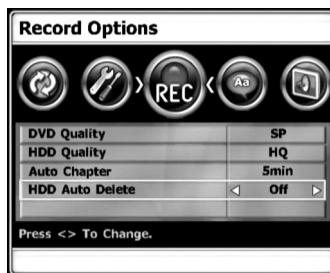 Record Options
REC
Aa
DVD Quality SP
HDD Quality HQ
Auto Chapter 5min
HDD Auto Delete Off
Press <> To Change.